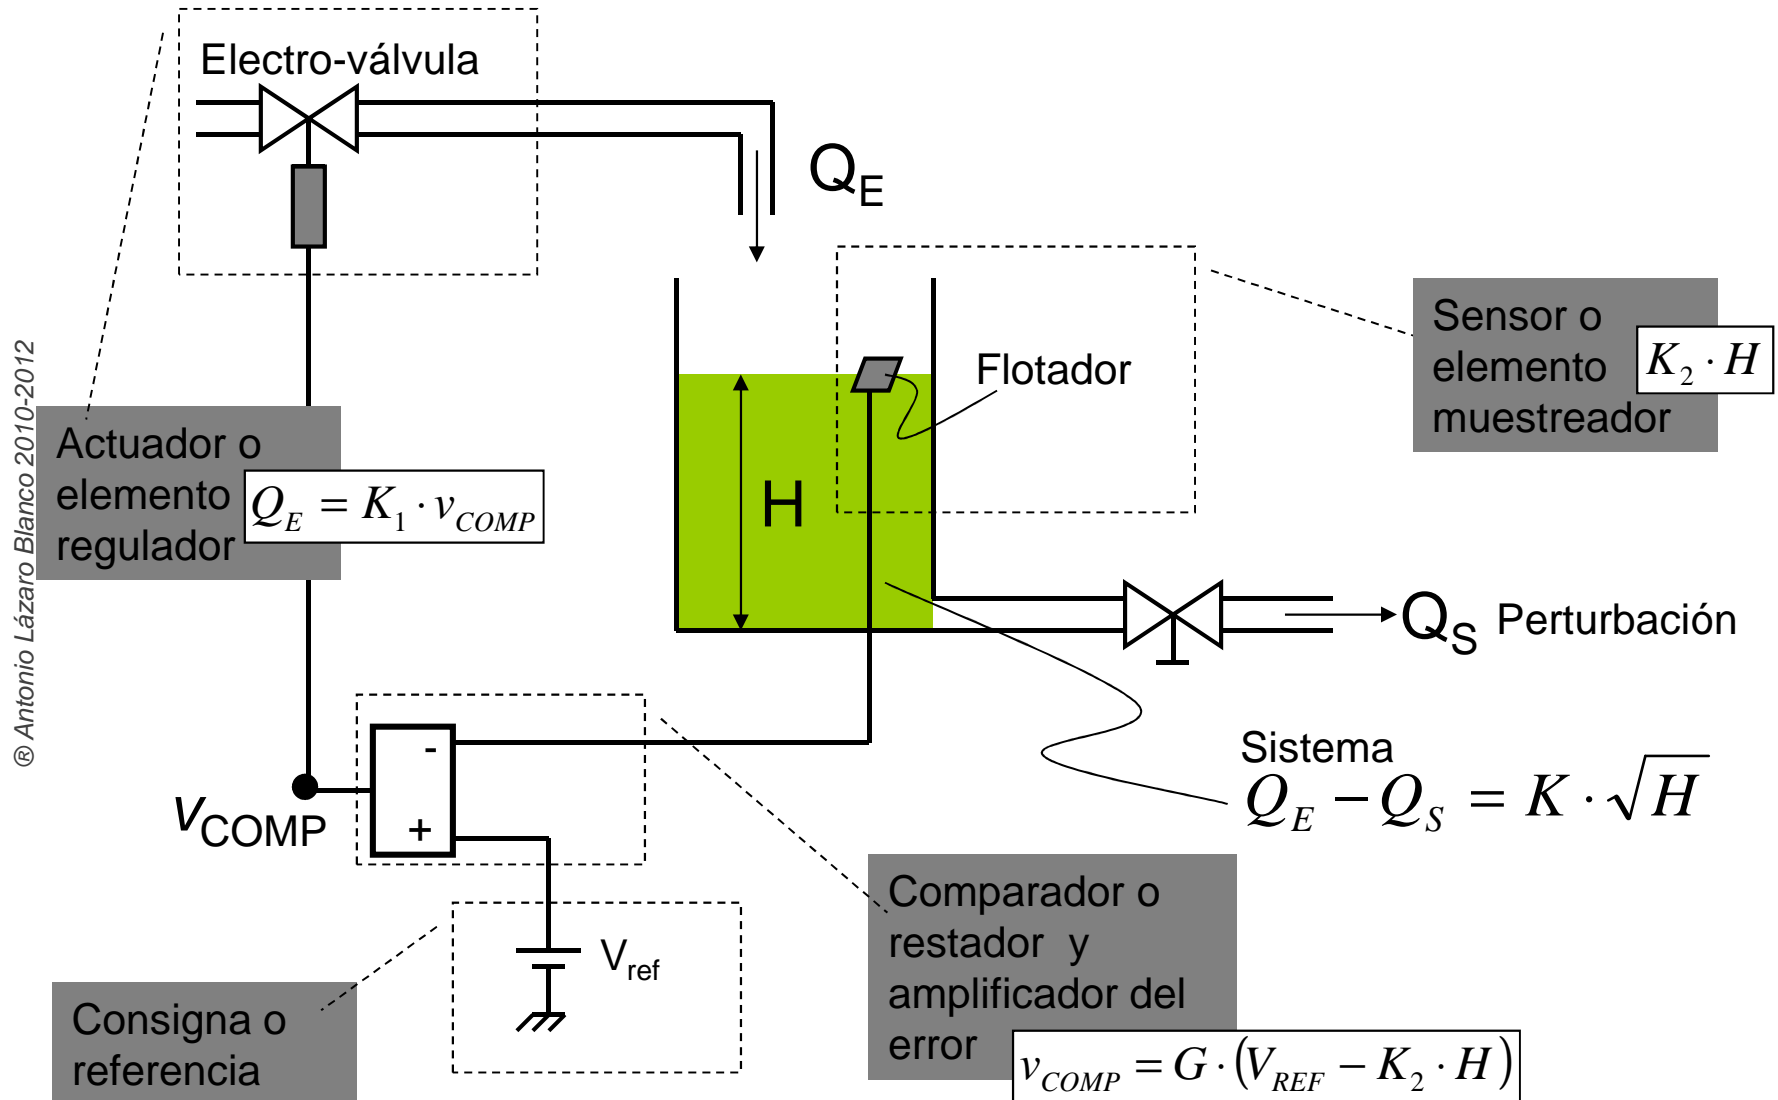 Electro-válvula
Q_E
Sensor o
elemento
muestreador
K_2 · H
Flotador
H
Actuador o
elemento
regulador
Q_E = K_1 · v_COMP
Q_S Perturbación
® Antonio Lázaro Blanco 2010-2012
-
+
v_COMP
Sistema
Q_E − Q_S = K · √H
V_ref
Comparador o
restador y
amplificador del
error
v_COMP = G · (V_REF − K_2 · H)
Consigna o
referencia